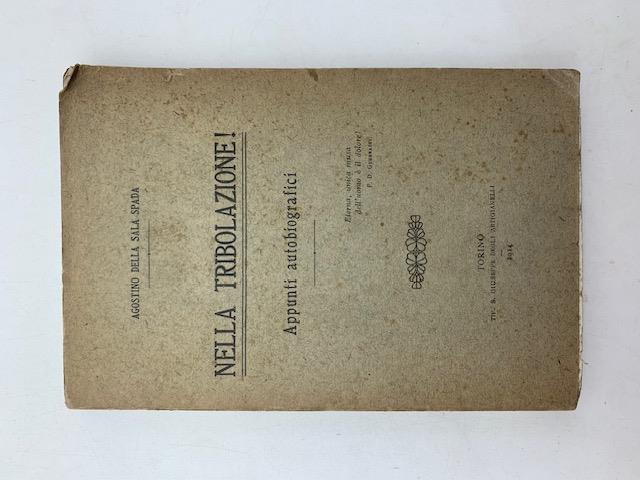 AGOSTINO DELLA SALA SPADA
NELLA TRIBOLAZIONE!
Appunti autobiografici
Eterna, unica musa
dell'uomo è il dolore!
F. D. Guerrazzi
TORINO
TIP. S. GIUSEPPE DEGLI ARTIGIANELLI
1914